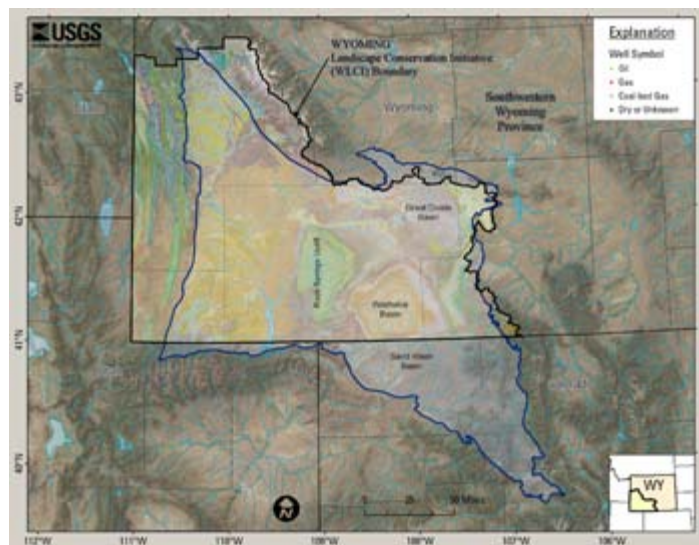 USGS
WYOMING
Landscape Conservation Initiative
(WLCI) Boundary
Explanation
Well Symbol
Oil
Gas
Coal bed Gas
Dry or Unknown
Wyoming
Southwestern
Wyoming
Province
Great Divide
Basin
Rock Springs Uplift
Washakie
Basin
Sand Wash
Basin
43°N
42°N
41°N
40°N
0 25 50 Miles
N
WY
112°W 111°W 110°W 109°W 108°W 107°W 106°W